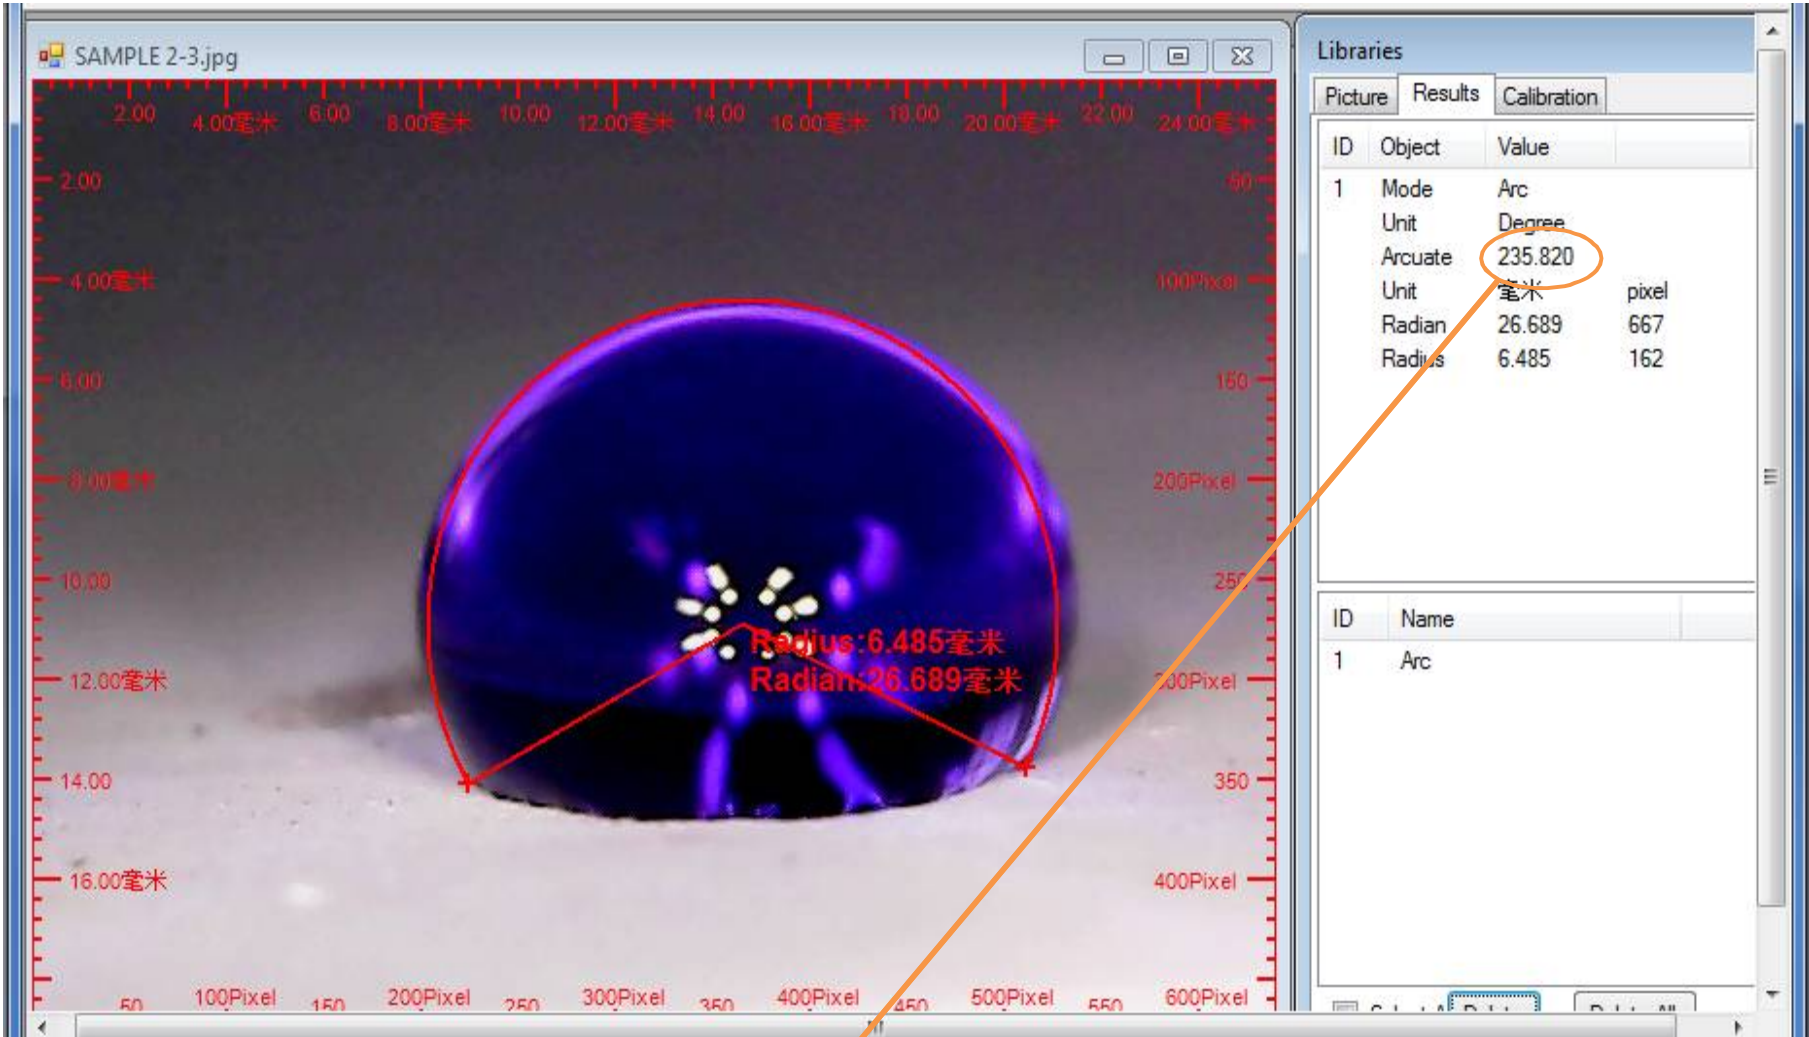 SAMPLE 2-3.jpg
2.00 4.00毫米 6.00 8.00毫米 10.00 12.00毫米 14.00 16.00毫米 18.00 20.00毫米 22.00 24.00毫米
2.00 50
4.00毫米 100Pixel
6.00 150
8.00毫米 200Pixel
10.00 250
Radius:6.485毫米
Radian:26.689毫米
12.00毫米 300Pixel
14.00 350
16.00毫米 400Pixel
50 100Pixel 150 200Pixel 250 300Pixel 350 400Pixel 450 500Pixel 550 600Pixel
Libraries
Picture Results Calibration
ID Object Value
1 Mode Arc
Unit Degree
Arcuate 235.820
Unit 毫米 pixel
Radian 26.689 667
Radius 6.485 162
ID Name
1 Arc